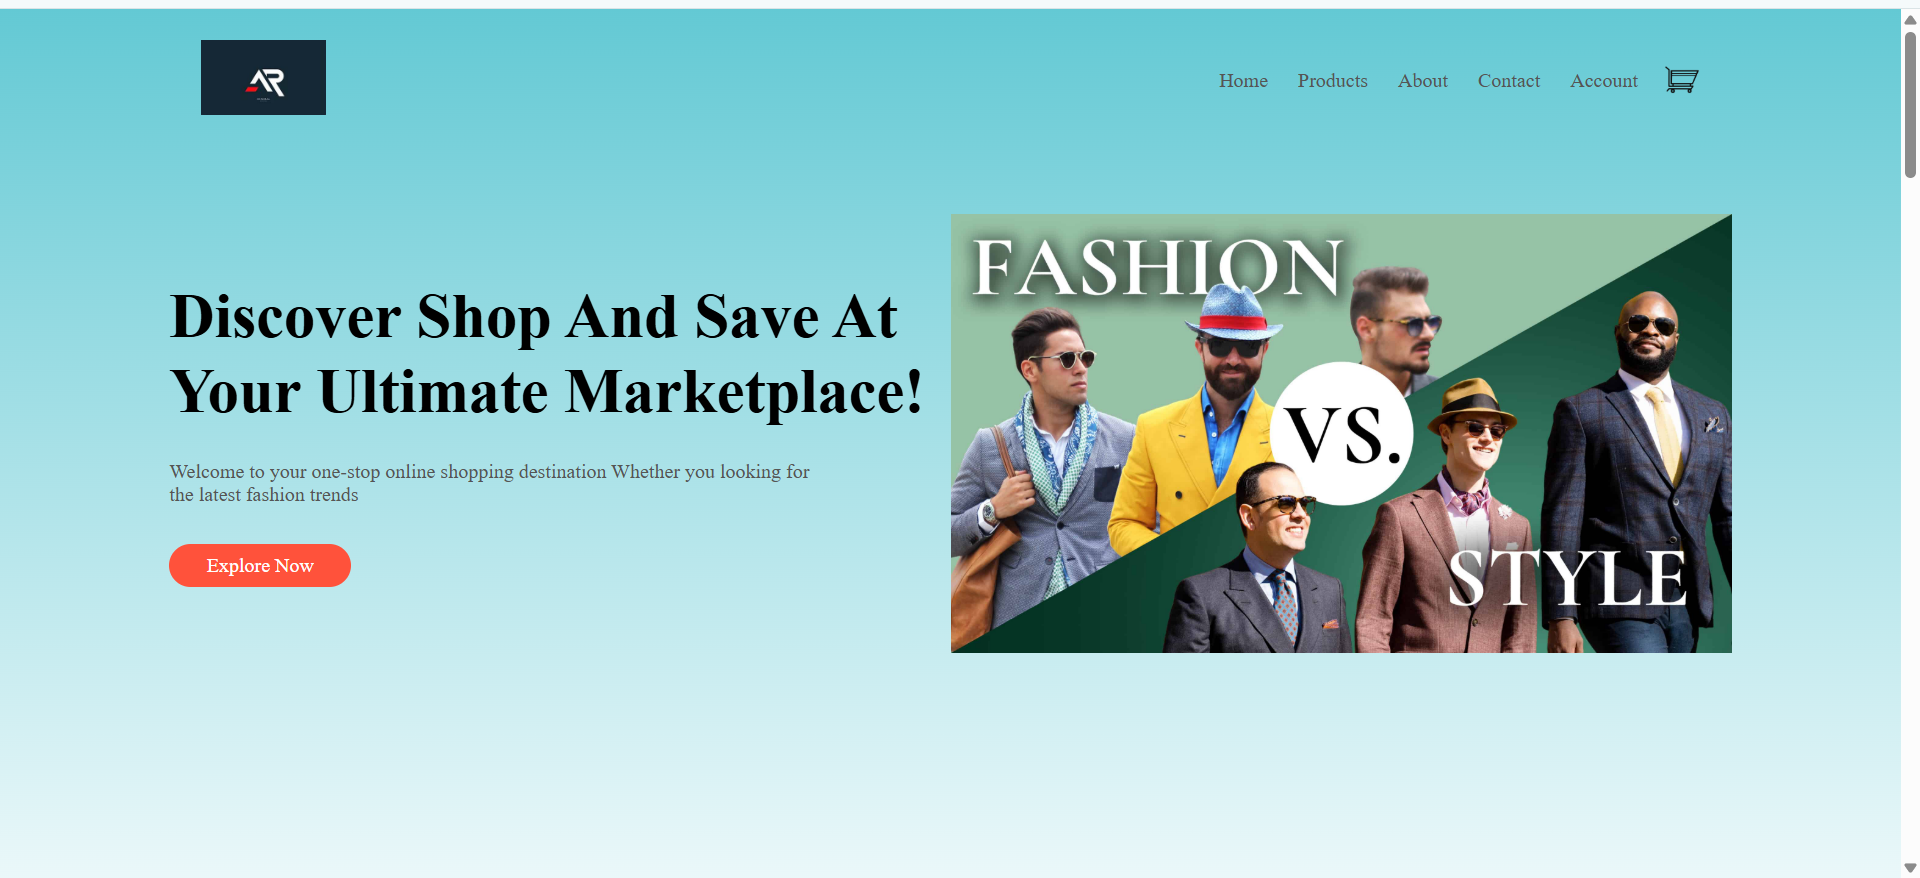 AR
Home Products About Contact Account
FASHION
Discover Shop And Save At
Your Ultimate Marketplace!
VS.
Welcome to your one-stop online shopping destination Whether you looking for
the latest fashion trends
STYLE
Explore Now